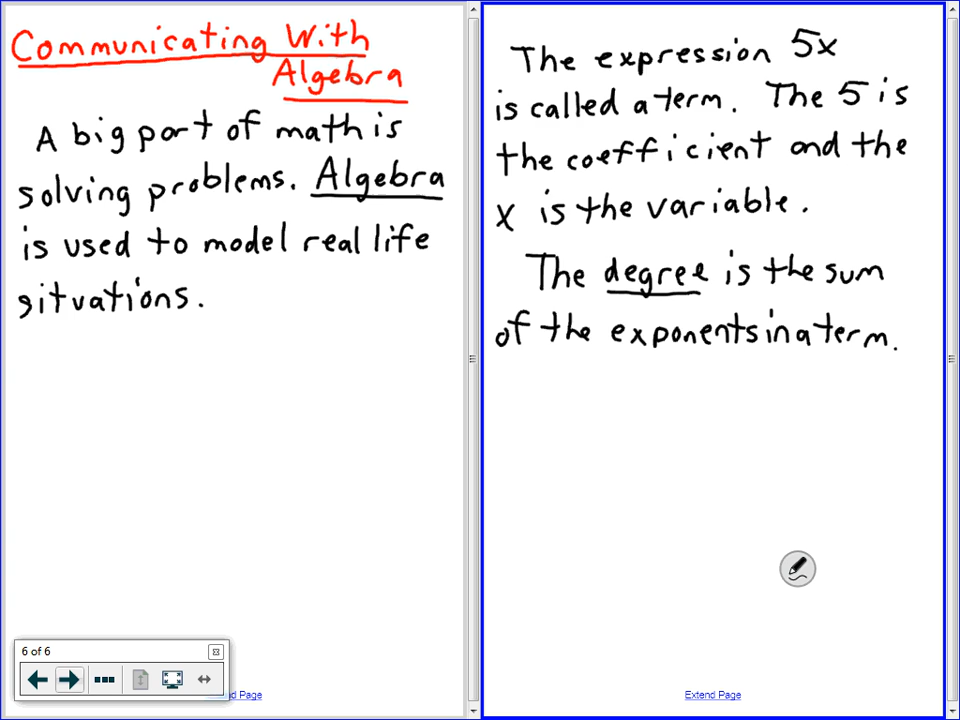 Communicating With
Algebra
A big part of math is
solving problems. Algebra
is used to model real life
situations.
6 of 6
nd Page
The expression 5x
is called a term. The 5 is
the coefficient and the
x is the variable.
The degree is the sum
of the exponents in a term.
Extend Page